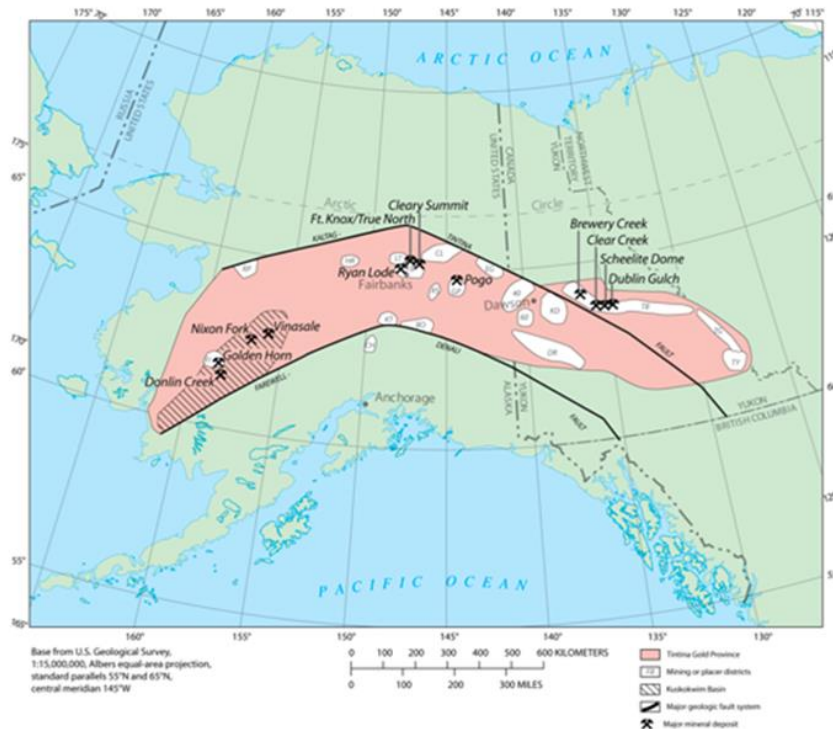 175° 170° 165° 160° 155° 150° 145° 140° 135° 130° 125° 120° 115°
ARCTIC OCEAN
RUSSIA
UNITED STATES
CANADA
UNITED STATES
NORTHWEST
TERRITORY
YUKON
175°
65°
Arctic Circle
Cleary Summit
Ft. Knox/True North
Brewery Creek
Clear Creek
Scheelite Dome
Dublin Gulch
KALTAG -
TINTINA
Ryan Lode
Fairbanks
Pogo
Dawson
170°
60°
Nixon Fork
Vinasale
Golden Horn
Donlin Creek
FAREWELL -
DENALI
FAULT
FAULT
Anchorage
YUKON
ALASKA
YUKON
BRITISH COLUMBIA
55°
PACIFIC OCEAN
160° 155° 150° 145° 140° 135° 130°
Base from U.S. Geological Survey,
1:15,000,000, Albers equal-area projection,
standard parallels 55°N and 65°N,
central meridian 145°W
0 100 200 300 400 500 600 KILOMETERS
0 100 200 300 MILES
Tintina Gold Province
Mining or placer districts
Kuskokwim Basin
Major geologic fault system
Major mineral deposit